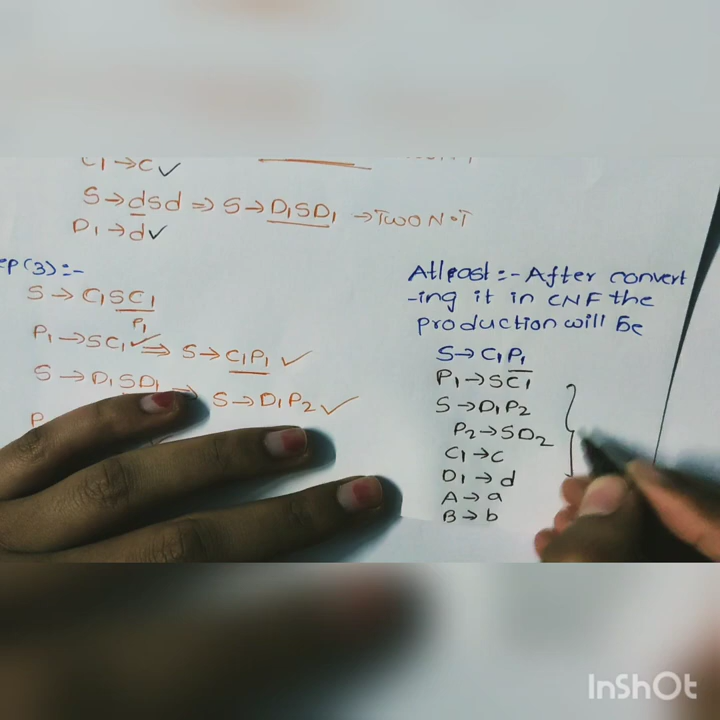 C1→C✓
S→dsd⇒S→D1SD1→TWO N.T
D1→d✓
ep(3):-
S→C1SC1
P1
P1→SC1✓⇒S→C1P1✓
S→D1SD1⇒S→D1P2✓
P
Atleast:-After convert
-ing it in CNF the
production will be
S→C1P1
P1→SC1
S→D1P2
P2→SD2
C1→c
D1→d
A→a
B→b
InShOt